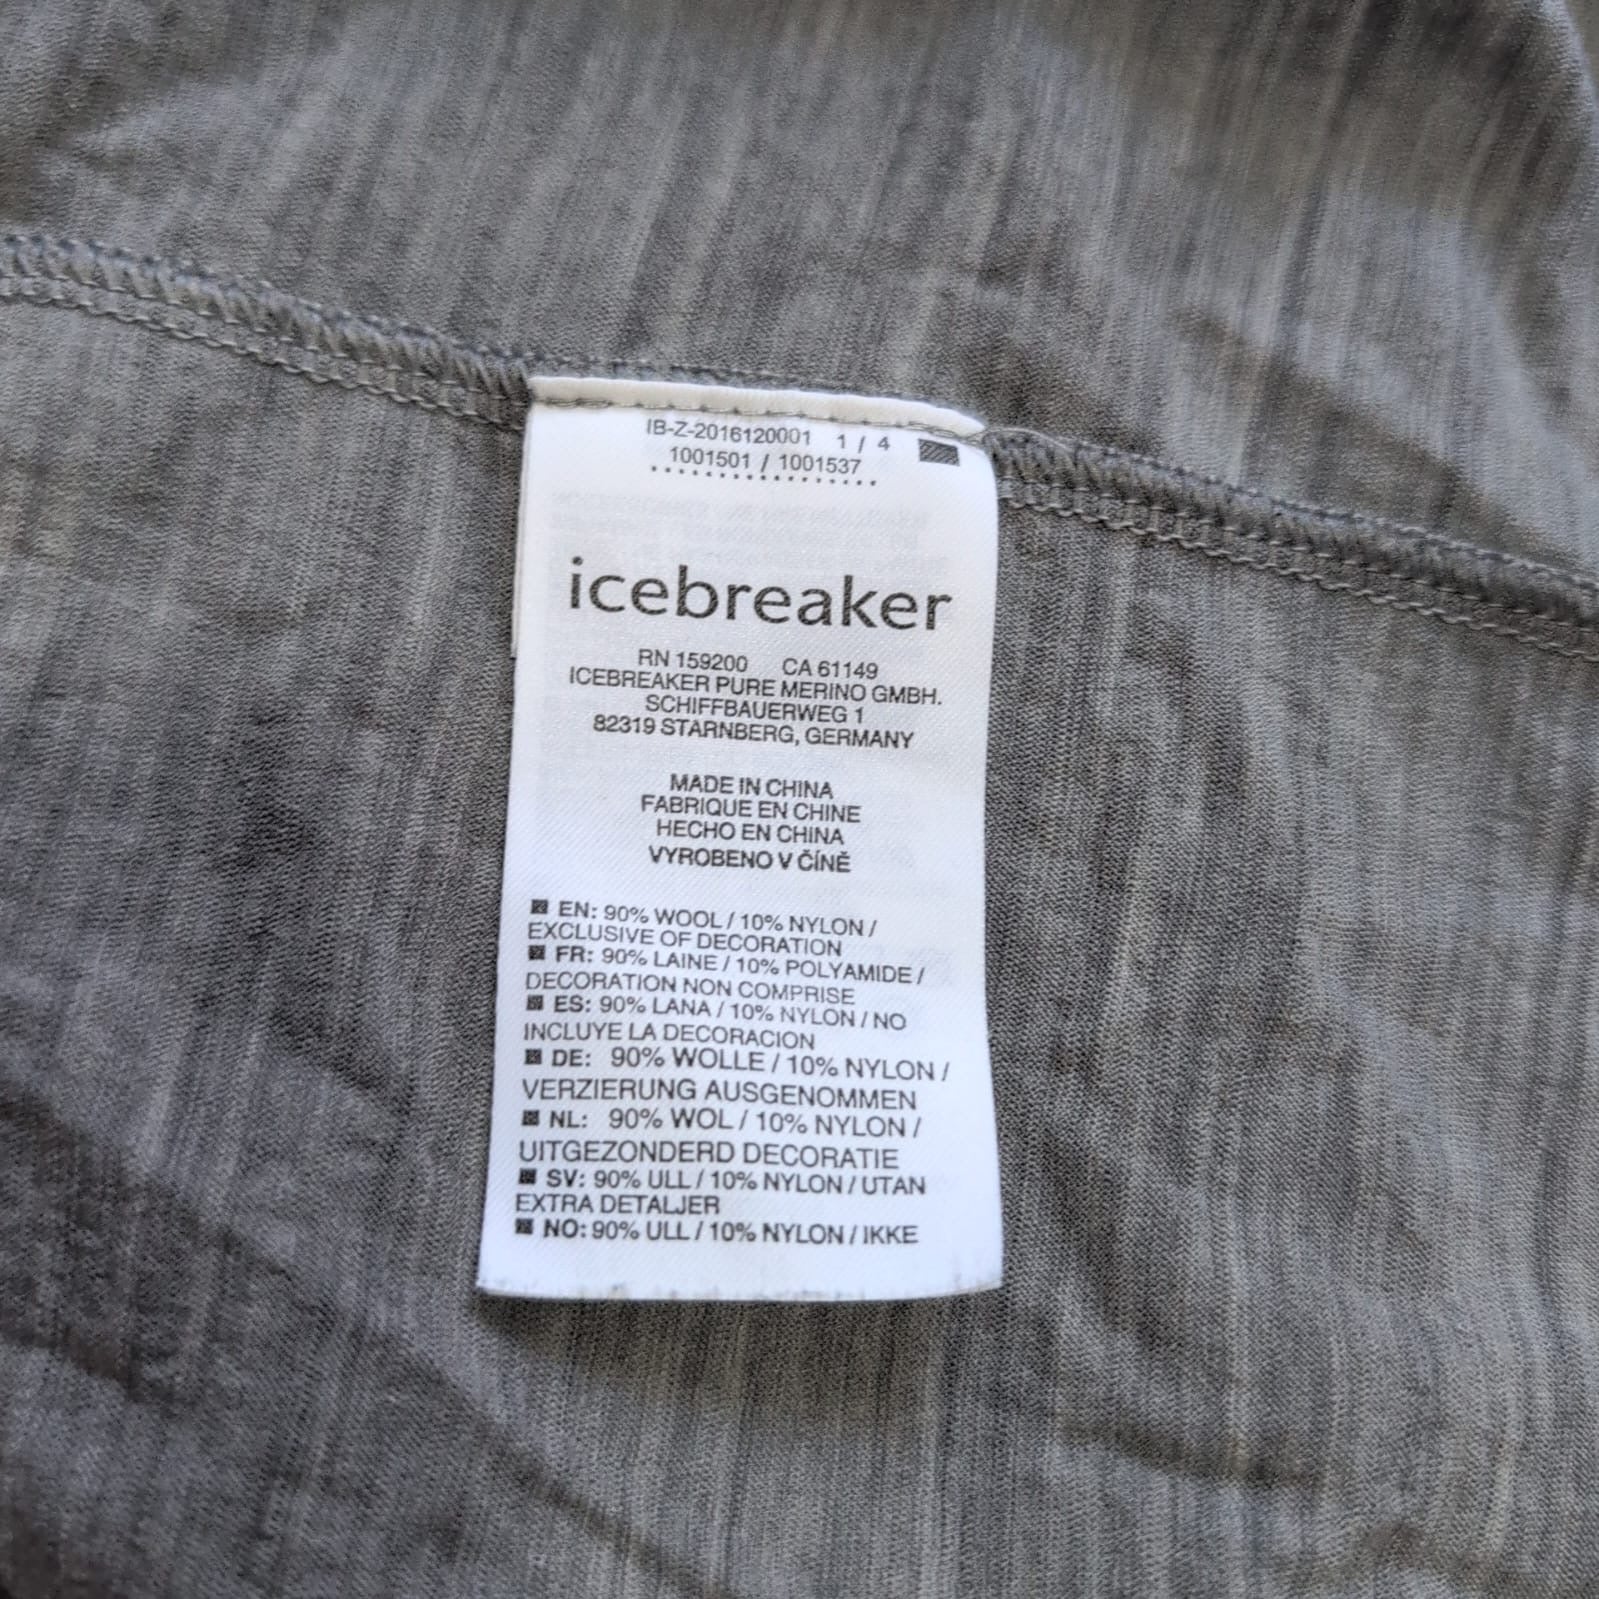 IB-Z-2016120001 1 / 4
1001501 / 1001537
icebreaker
RN 159200 CA 61149
ICEBREAKER PURE MERINO GMBH.
SCHIFFBAUERWEG 1
82319 STARNBERG, GERMANY
MADE IN CHINA
FABRIQUE EN CHINE
HECHO EN CHINA
VYROBENO V ČÍNĚ
EN: 90% WOOL / 10% NYLON /
EXCLUSIVE OF DECORATION
FR: 90% LAINE / 10% POLYAMIDE /
DECORATION NON COMPRISE
ES: 90% LANA / 10% NYLON / NO
INCLUYE LA DECORACION
DE: 90% WOLLE / 10% NYLON /
VERZIERUNG AUSGENOMMEN
NL: 90% WOL / 10% NYLON /
UITGEZONDERD DECORATIE
SV: 90% ULL / 10% NYLON / UTAN
EXTRA DETALJER
NO: 90% ULL / 10% NYLON / IKKE